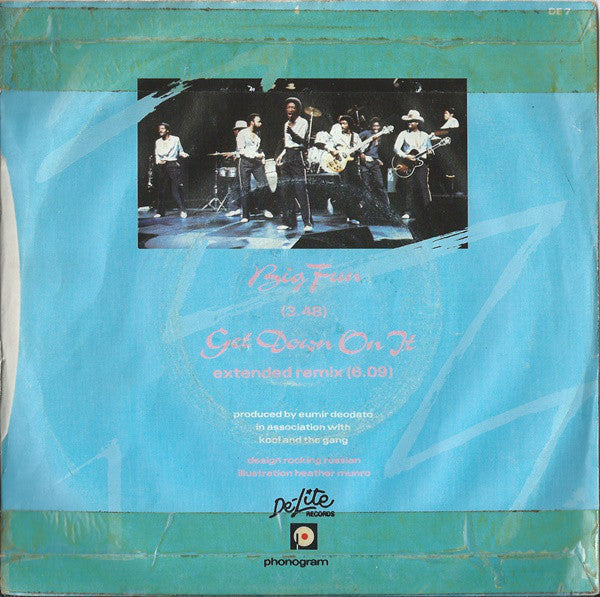 DE 7
Big Fun
(3.48)
Get Down On It
extended remix (6.09)
produced by eumir deodato
in association with
kool and the gang
design rocking russian
illustration heather munro
De-Lite
RECORDS
p
phonogram